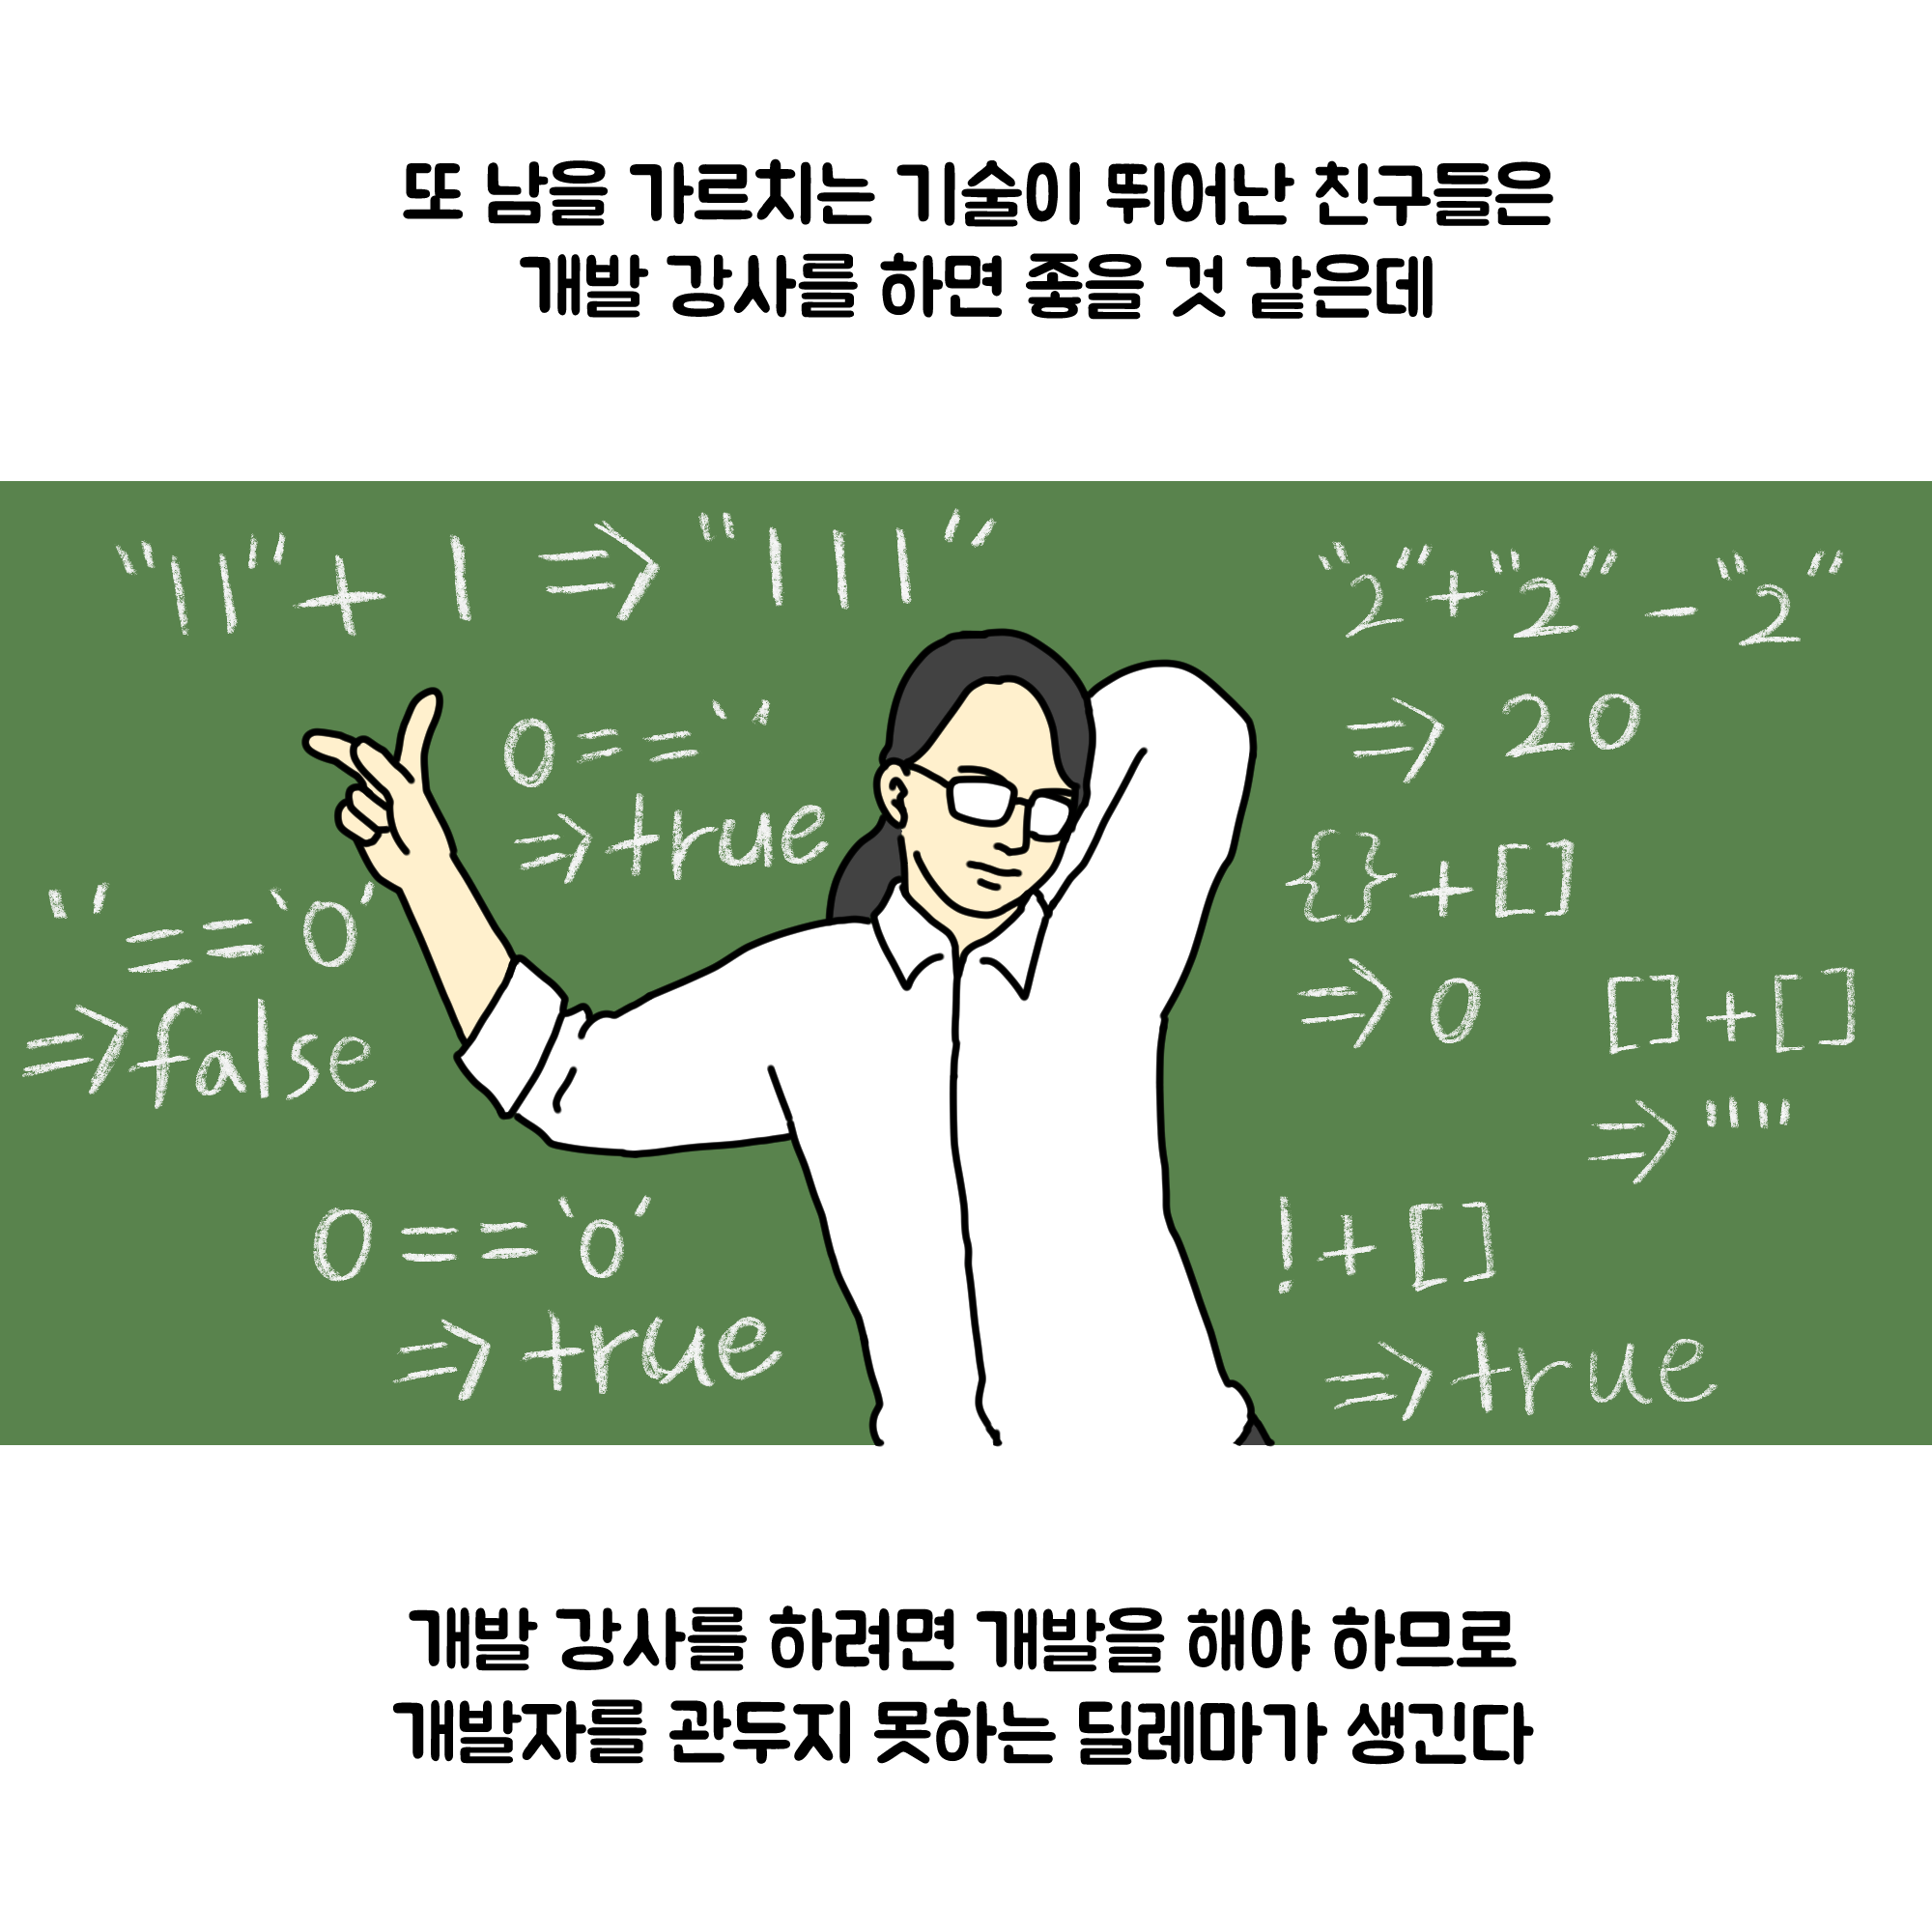 또 남을 가르치는 기술이 뛰어난 친구들은
개발 강사를 하면 좋을 것 같은데
"11"+1=>"111"
"2"+"2"-"2"
=>20
0==''
=>true
{}+[]
=>0
''=='0'
=>false
[]+[]
=>""
0=='0'
=>true
!+[]
=>true
개발 강사를 하려면 개발을 해야 하므로
개발자를 관두지 못하는 딜레마가 생긴다